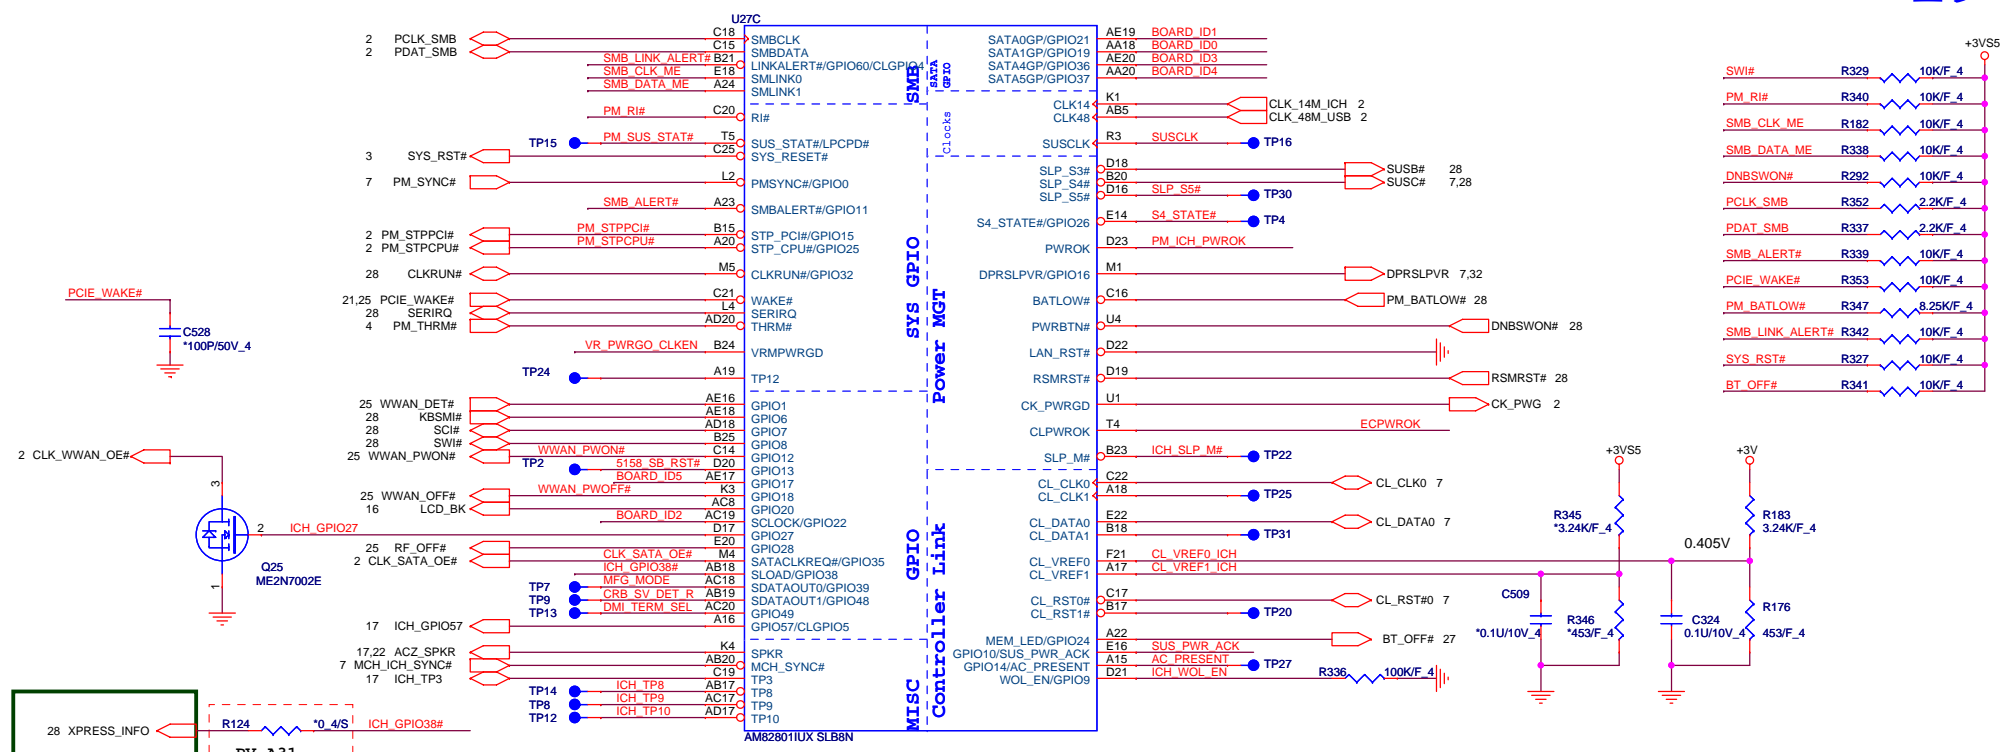 U27C
2 PCLK_SMB C18 SMBCLK
2 PDAT_SMB C15 SMBDATA
SMB_LINK_ALERT# B21 LINKALERT#/GPIO60/CLGPIO4
SMB_CLK_ME E18 SMLINK0
SMB_DATA_ME A24 SMLINK1
PM_RI# C20 RI#
TP15 PM_SUS_STAT# T5 SUS_STAT#/LPCPD#
3 SYS_RST# C25 SYS_RESET#
7 PM_SYNC# L2 PMSYNC#/GPIO0
SMB_ALERT# A23 SMBALERT#/GPIO11
2 PM_STPPCI# PM_STPPCI# B15 STP_PCI#/GPIO15
2 PM_STPCPU# PM_STPCPU# A20 STP_CPU#/GPIO25
28 CLKRUN# M5 CLKRUN#/GPIO32
21,25 PCIE_WAKE# C21 WAKE#
28 SERIRQ L4 SERIRQ
4 PM_THRM# AD20 THRM#
VR_PWRGO_CLKEN B24 VRMPWRGD
TP24 A19 TP12
25 WWAN_DET# AE16 GPIO1
28 KBSMI# AE18 GPIO6
28 SCI# AD18 GPIO7
28 SWI# B25 GPIO8
25 WWAN_PWON# WWAN_PWON# C14 GPIO12
TP2 5158_SB_RST# D20 GPIO13
BOARD_ID5 AE17 GPIO17
25 WWAN_OFF# WWAN_PWOFF# K3 GPIO18
16 LCD_BK AC8 GPIO20
BOARD_ID2 AC19 SCLOCK/GPIO22
ICH_GPIO27 D17 GPIO27
25 RF_OFF# E20 GPIO28
2 CLK_SATA_OE# CLK_SATA_OE# M4 SATACLKREQ#/GPIO35
ICH_GPIO38# AB18 SLOAD/GPIO38
TP7 MFG_MODE AC18 SDATAOUT0/GPIO39
TP9 CRB_SV_DET_R AB19 SDATAOUT1/GPIO48
TP13 DMI_TERM_SEL AC20 GPIO49
17 ICH_GPIO57 A16 GPIO57/CLGPIO5
17,22 ACZ_SPKR K4 SPKR
7 MCH_ICH_SYNC# AB20 MCH_SYNC#
17 ICH_TP3 C19 TP3
TP14 ICH_TP8 AB17 TP8
TP8 ICH_TP9 AC17 TP9
TP12 ICH_TP10 AD17 TP10
AM82801IUX SLB8N
SMB
SYS GPIO
GPIO
MISC
SATA
GPIO
Clocks
Power MGT
Controller Link
SATA0GP/GPIO21 AE19 BOARD_ID1
SATA1GP/GPIO19 AA18 BOARD_ID0
SATA4GP/GPIO36 AE20 BOARD_ID3
SATA5GP/GPIO37 AA20 BOARD_ID4
CLK14 K1 CLK_14M_ICH 2
CLK48 AB5 CLK_48M_USB 2
SUSCLK R3 SUSCLK TP16
SLP_S3# D18 SUSB# 28
SLP_S4# B20 SUSC# 7,28
SLP_S5# D16 SLP_S5# TP30
S4_STATE#/GPIO26 E14 S4_STATE# TP4
PWROK D23 PM_ICH_PWROK
DPRSLPVR/GPIO16 M1 DPRSLPVR 7,32
BATLOW# C16 PM_BATLOW# 28
PWRBTN# U4 DNBSWON# 28
LAN_RST# D22
RSMRST# D19 RSMRST# 28
CK_PWRGD U1 CK_PWG 2
CLPWROK T4 ECPWROK
SLP_M# B23 ICH_SLP_M# TP22
CL_CLK0 C22 CL_CLK0 7
CL_CLK1 A18 TP25
CL_DATA0 E22 CL_DATA0 7
CL_DATA1 B18 TP31
CL_VREF0 F21 CL_VREF0_ICH
CL_VREF1 A17 CL_VREF1_ICH
CL_RST0# C17 CL_RST#0 7
CL_RST1# B17 TP20
MEM_LED/GPIO24 A22 BT_OFF# 27
GPIO10/SUS_PWR_ACK E16 SUS_PWR_ACK
GPIO14/AC_PRESENT A15 AC_PRESENT TP27
WOL_EN/GPIO9 D21 ICH_WOL_EN R336 100K/F_4
PCIE_WAKE#
C528
*100P/50V_4
2 CLK_WWAN_OE#
3
2
1
Q25
ME2N7002E
28 XPRESS_INFO R124 *0_4/S ICH_GPIO38#
+3VS5
SWI# R329 10K/F_4
PM_RI# R340 10K/F_4
SMB_CLK_ME R182 10K/F_4
SMB_DATA_ME R338 10K/F_4
DNBSWON# R292 10K/F_4
PCLK_SMB R352 2.2K/F_4
PDAT_SMB R337 2.2K/F_4
SMB_ALERT# R339 10K/F_4
PCIE_WAKE# R353 10K/F_4
PM_BATLOW# R347 8.25K/F_4
SMB_LINK_ALERT# R342 10K/F_4
SYS_RST# R327 10K/F_4
BT_OFF# R341 10K/F_4
+3VS5 +3V
R345 R183
*3.24K/F_4 3.24K/F_4
0.405V
C509
*0.1U/10V_4
R346
*453/F_4
C324
0.1U/10V_4
R176
453/F_4